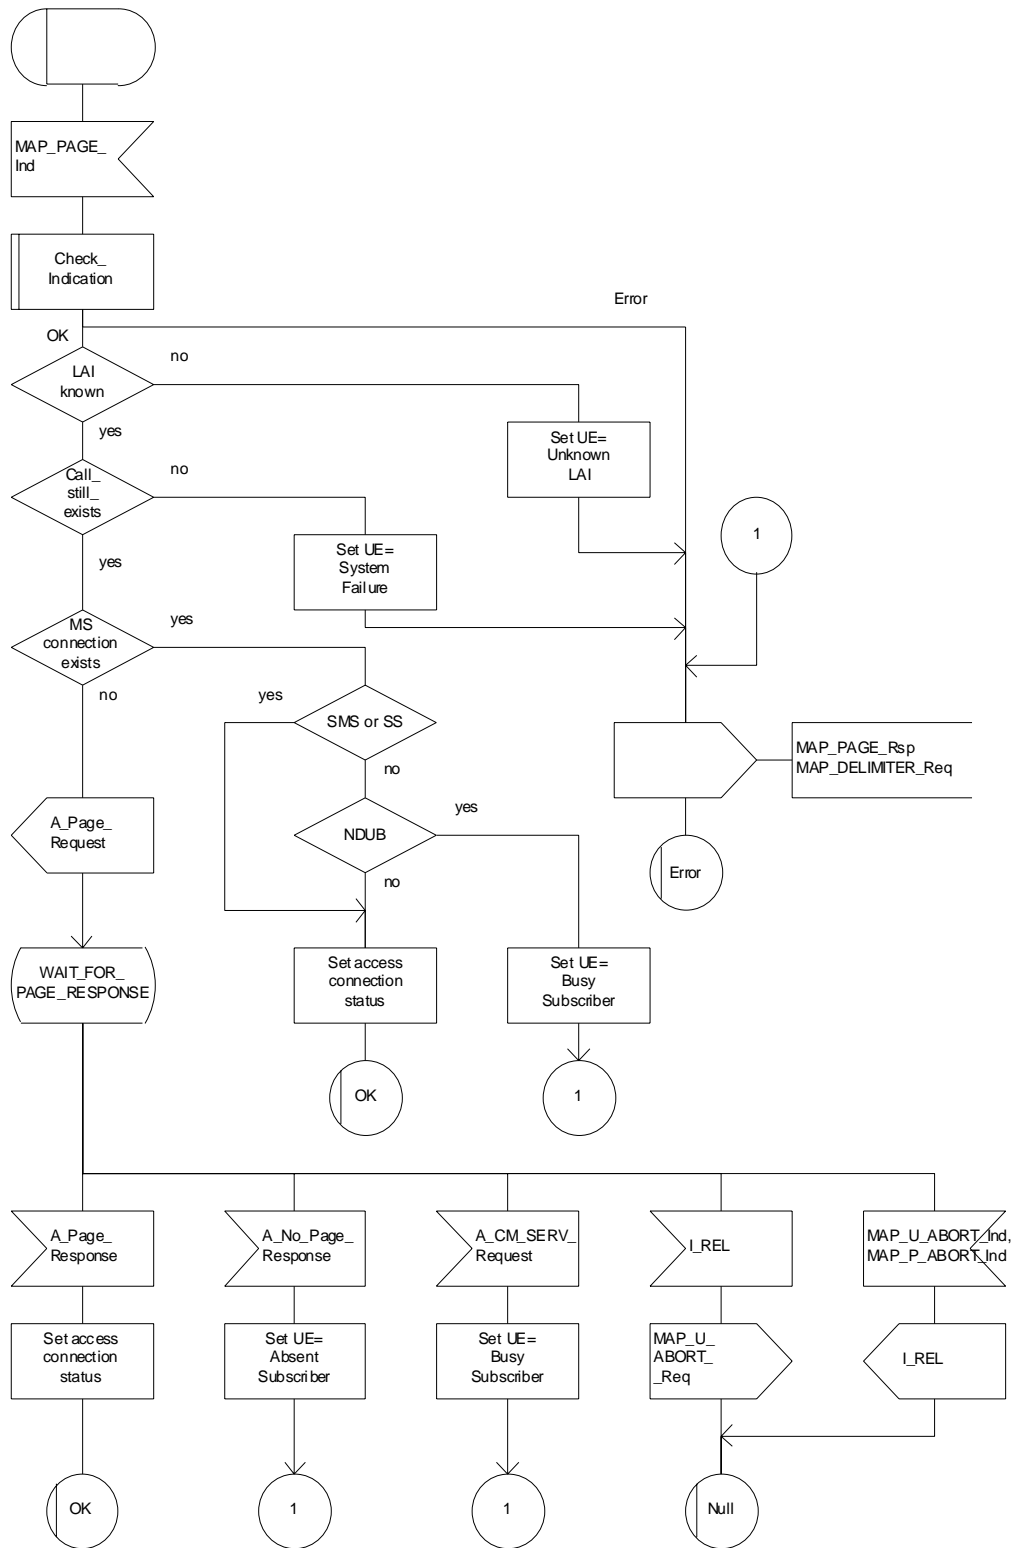 MAP_PAGE_
Ind
Check_
Indication
Error
OK
no
LAI
known
yes
Set UE=
Unknown
LAI
no
Call_
still_
exists
1
yes
Set UE=
System
Failure
yes
MS
connection
exists
no
yes
SMS or SS
no
MAP_PAGE_Rsp
MAP_DELIMITER_Req
A_Page_
Request
yes
NDUB
no
Error
WAIT_FOR_
PAGE_RESPONSE
Set access
connection
status
Set UE=
Busy
Subscriber
OK
1
A_Page_
Response
A_No_Page_
Response
A_CM_SERV_
Request
I_REL
MAP_U_ABORT_Ind,
MAP_P_ABORT_Ind
Set access
connection
status
Set UE=
Absent
Subscriber
Set UE=
Busy
Subscriber
MAP_U_
ABORT_
_Req
I_REL
OK
1
1
Null